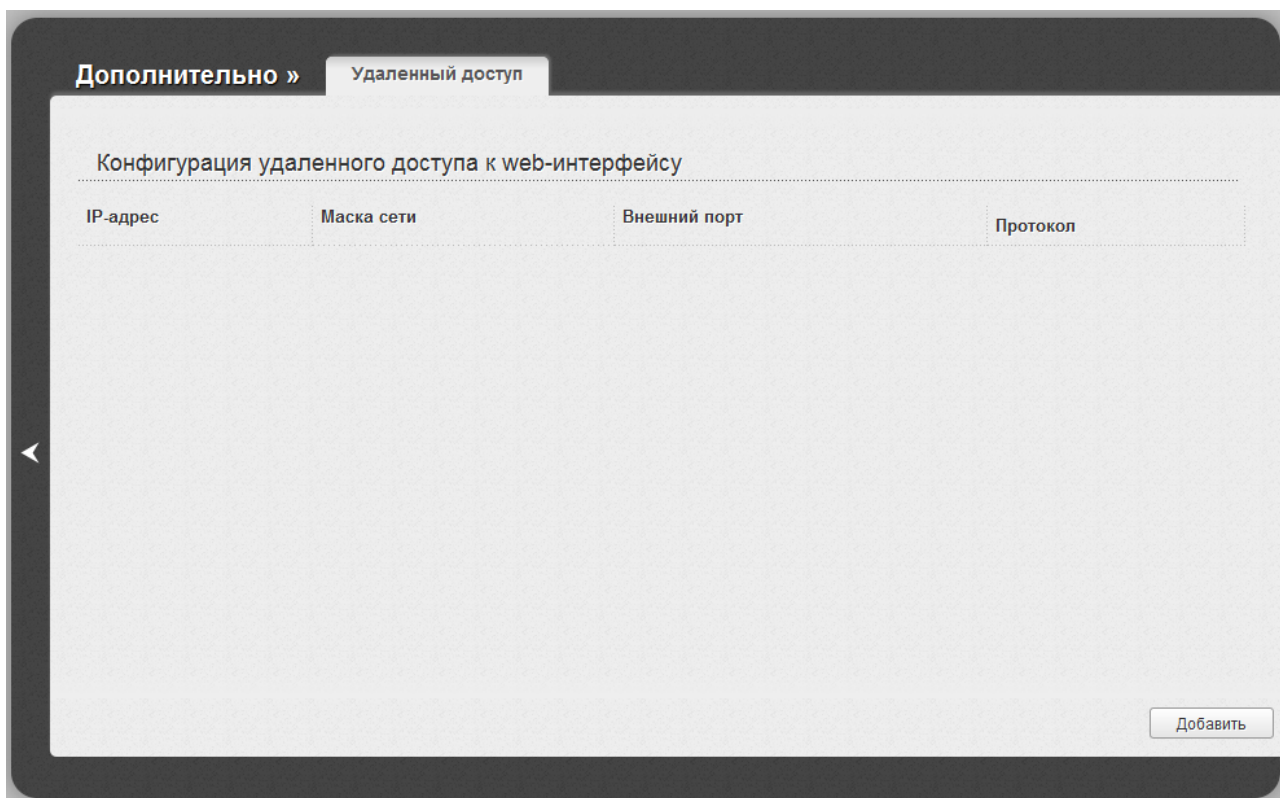 Дополнительно » Удаленный доступ
Конфигурация удаленного доступа к web-интерфейсу
IP-адрес Маска сети Внешний порт Протокол
Добавить